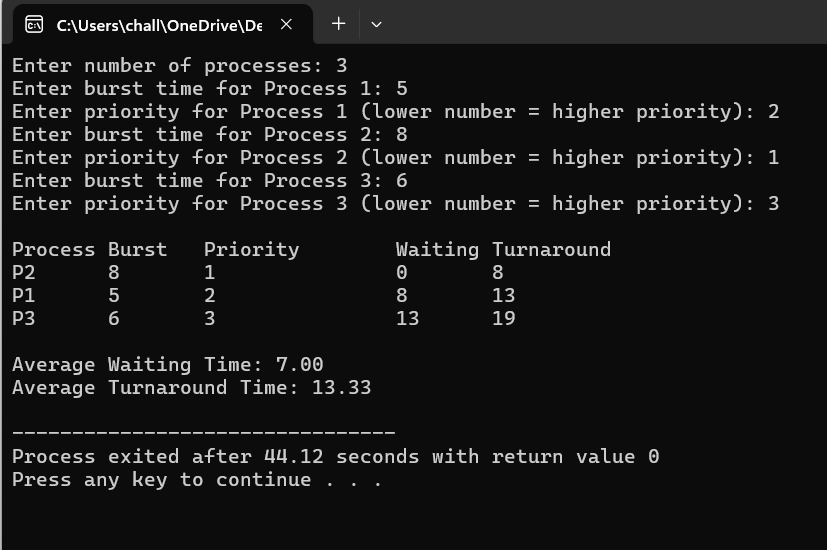 C:\Users\chall\OneDrive\De
Enter number of processes: 3
Enter burst time for Process 1: 5
Enter priority for Process 1 (lower number = higher priority): 2
Enter burst time for Process 2: 8
Enter priority for Process 2 (lower number = higher priority): 1
Enter burst time for Process 3: 6
Enter priority for Process 3 (lower number = higher priority): 3
Process Burst Priority Waiting Turnaround
P2 8 1 0 8
P1 5 2 8 13
P3 6 3 13 19
Average Waiting Time: 7.00
Average Turnaround Time: 13.33
--------------------------------
Process exited after 44.12 seconds with return value 0
Press any key to continue . . .